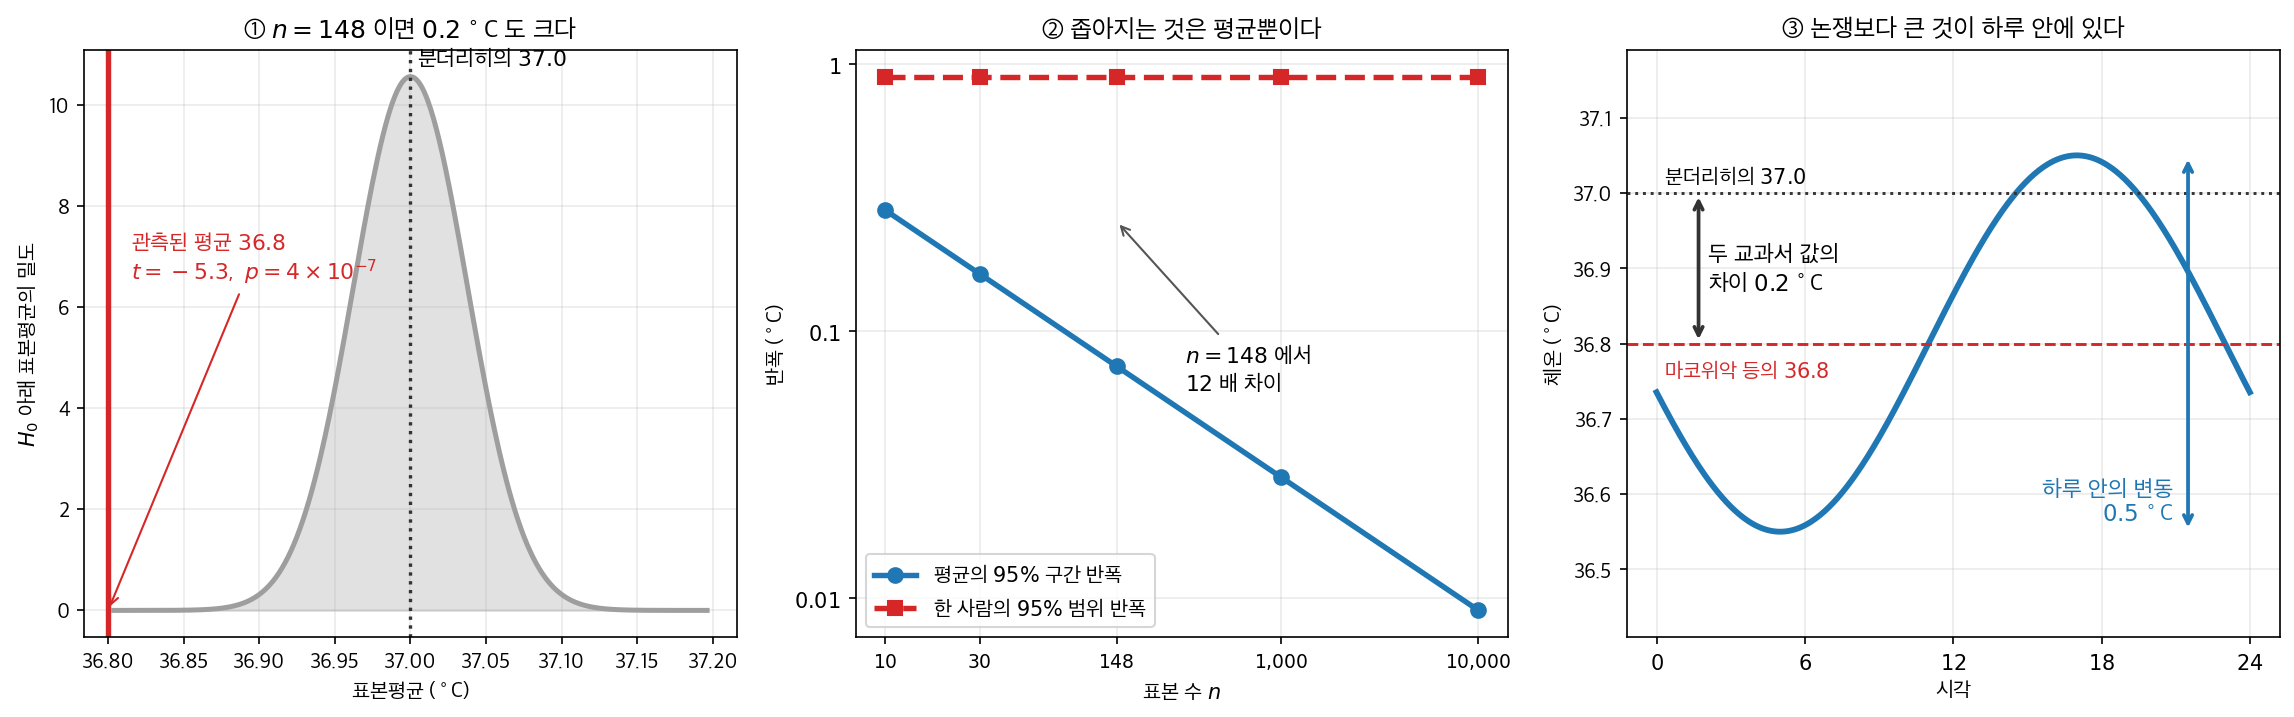 ① n = 148 이면 0.2 °C 도 크다
분더리히의 37.0
관측된 평균 36.8
t = −5.3, p = 4 × 10⁻⁷
H₀ 아래 표본평균의 밀도
10
8
6
4
2
0
36.80 36.85 36.90 36.95 37.00 37.05 37.10 37.15 37.20
표본평균 (°C)
② 좁아지는 것은 평균뿐이다
반폭 (°C)
1
0.1
0.01
n = 148 에서
12 배 차이
평균의 95% 구간 반폭
한 사람의 95% 범위 반폭
10 30 148 1,000 10,000
표본 수 n
③ 논쟁보다 큰 것이 하루 안에 있다
체온 (°C)
37.1
37.0
36.9
36.8
36.7
36.6
36.5
분더리히의 37.0
두 교과서 값의
차이 0.2 °C
마코위악 등의 36.8
하루 안의 변동
0.5 °C
0 6 12 18 24
시각